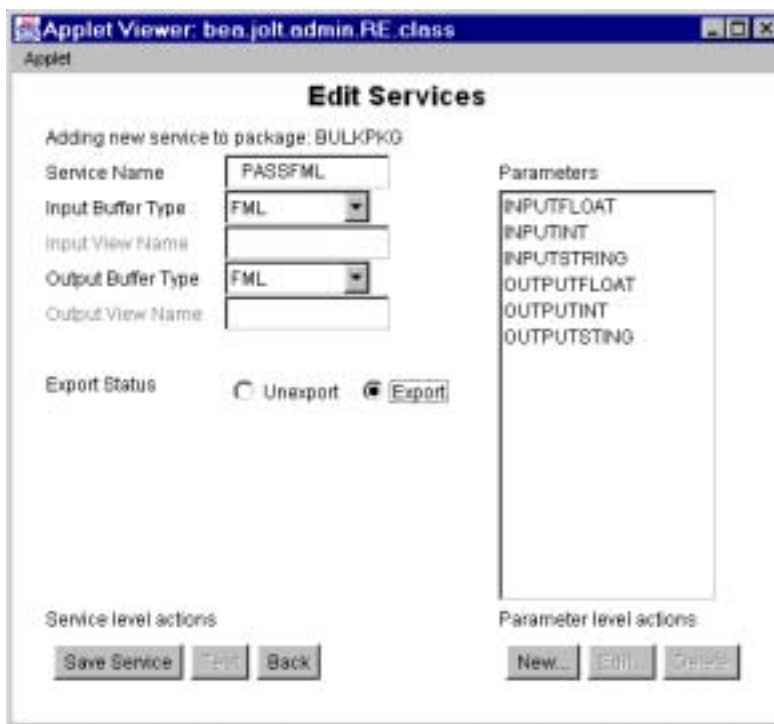 Applet Viewer: bea.jolt.admin.RE.class
Applet
Edit Services
Adding new service to package: BULKPKG
Service Name PASSFML
Input Buffer Type FML
Input View Name
Output Buffer Type FML
Output View Name
Export Status Unexport Export
Parameters
INPUTFLOAT
INPUTINT
INPUTSTRING
OUTPUTFLOAT
OUTPUTINT
OUTPUTSTING
Service level actions
Save Service Test Back
Parameter level actions
New... Edit... Delete